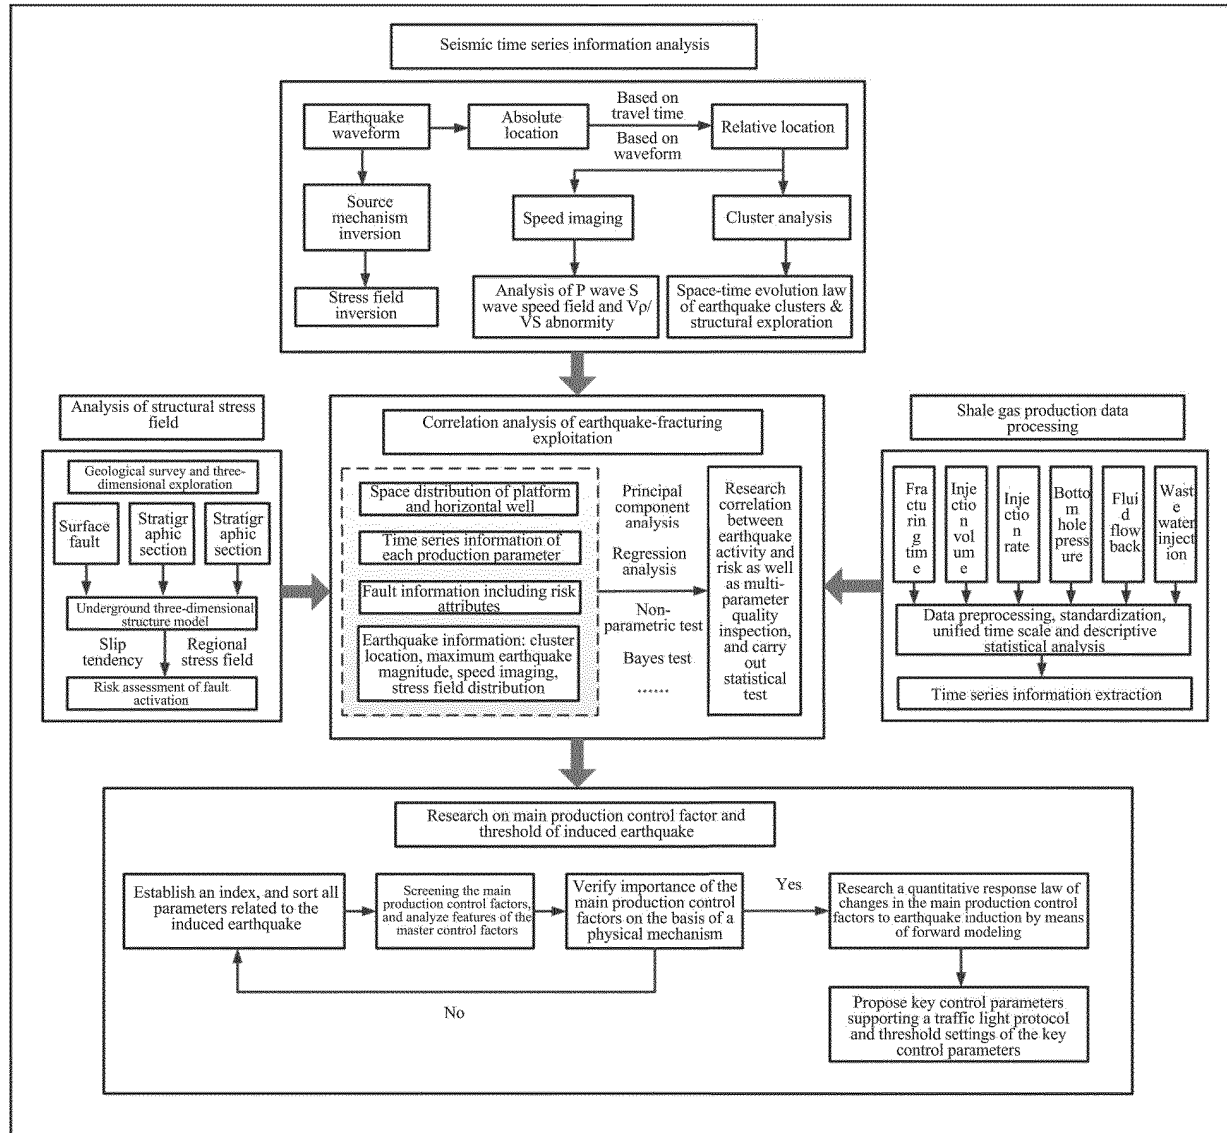 Seismic time series information analysis
Earthquake
waveform
Absolute
location
Based on
travel time
Based on
waveform
Relative location
Source
mechanism
inversion
Speed imaging
Cluster analysis
Stress field
inversion
Analysis of P wave S
wave speed field and Vρ/
VS abnormity
Space-time evolution law
of earthquake clusters &
structural exploration
Analysis of structural stress
field
Geological survey and three-
dimensional exploration
Surface
fault
Stratigr
aphic
section
Stratigr
aphic
section
Underground three-dimensional
structure model
Slip
tendency
Regional
stress field
Risk assessment of fault
activation
Correlation analysis of earthquake-fracturing
exploitation
Space distribution of platform
and horizontal well
Time series information of
each production parameter
Fault information including risk
attributes
Earthquake information: cluster
location, maximum earthquake
magnitude, speed imaging,
stress field distribution
Principal
component
analysis
Regression
analysis
Non-
parametric test
Bayes test
......
Research
correlation
between
earthquake
activity and
risk as well
as multi-
parameter
quality
inspection,
and carry
out
statistical
test
Shale gas production data
processing
Fra
cturi
ng tim
e
Inje
ction
volum
e
Inje
ctio
n
rate
Botto
m
hole p
ressure
Flui
d
flow
back
Wast
e
water
injec
tion
Data preprocessing, standardization,
unified time scale and descriptive
statistical analysis
Time series information extraction
Research on main production control factor and
threshold of induced earthquake
Establish an index, and sort all
parameters related to the
induced earthquake
Screening the main
production control factors,
and analyze features of the
master control factors
Verify importance of the
main production control
factors on the basis of a
physical mechanism
Yes
No
Research a quantitative response law of
changes in the main production control
factors to earthquake induction by means
of forward modeling
Propose key control parameters
supporting a traffic light protocol
and threshold settings of the key
control parameters